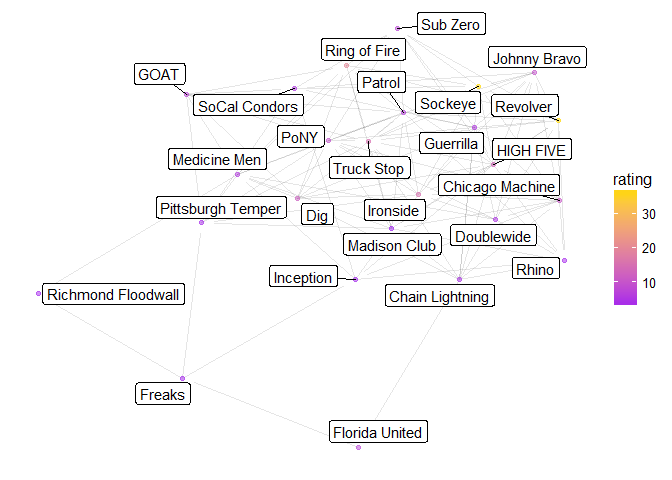 Sub Zero
Ring of Fire
Johnny Bravo
GOAT
Patrol
SoCal Condors
Sockeye
Revolver
PoNY
Guerrilla
HIGH FIVE
Medicine Men
Truck Stop
rating
Chicago Machine
Pittsburgh Temper
Dig
Ironside
30
Madison Club
Doublewide
20
Inception
Rhino
10
Richmond Floodwall
Chain Lightning
Freaks
Florida United